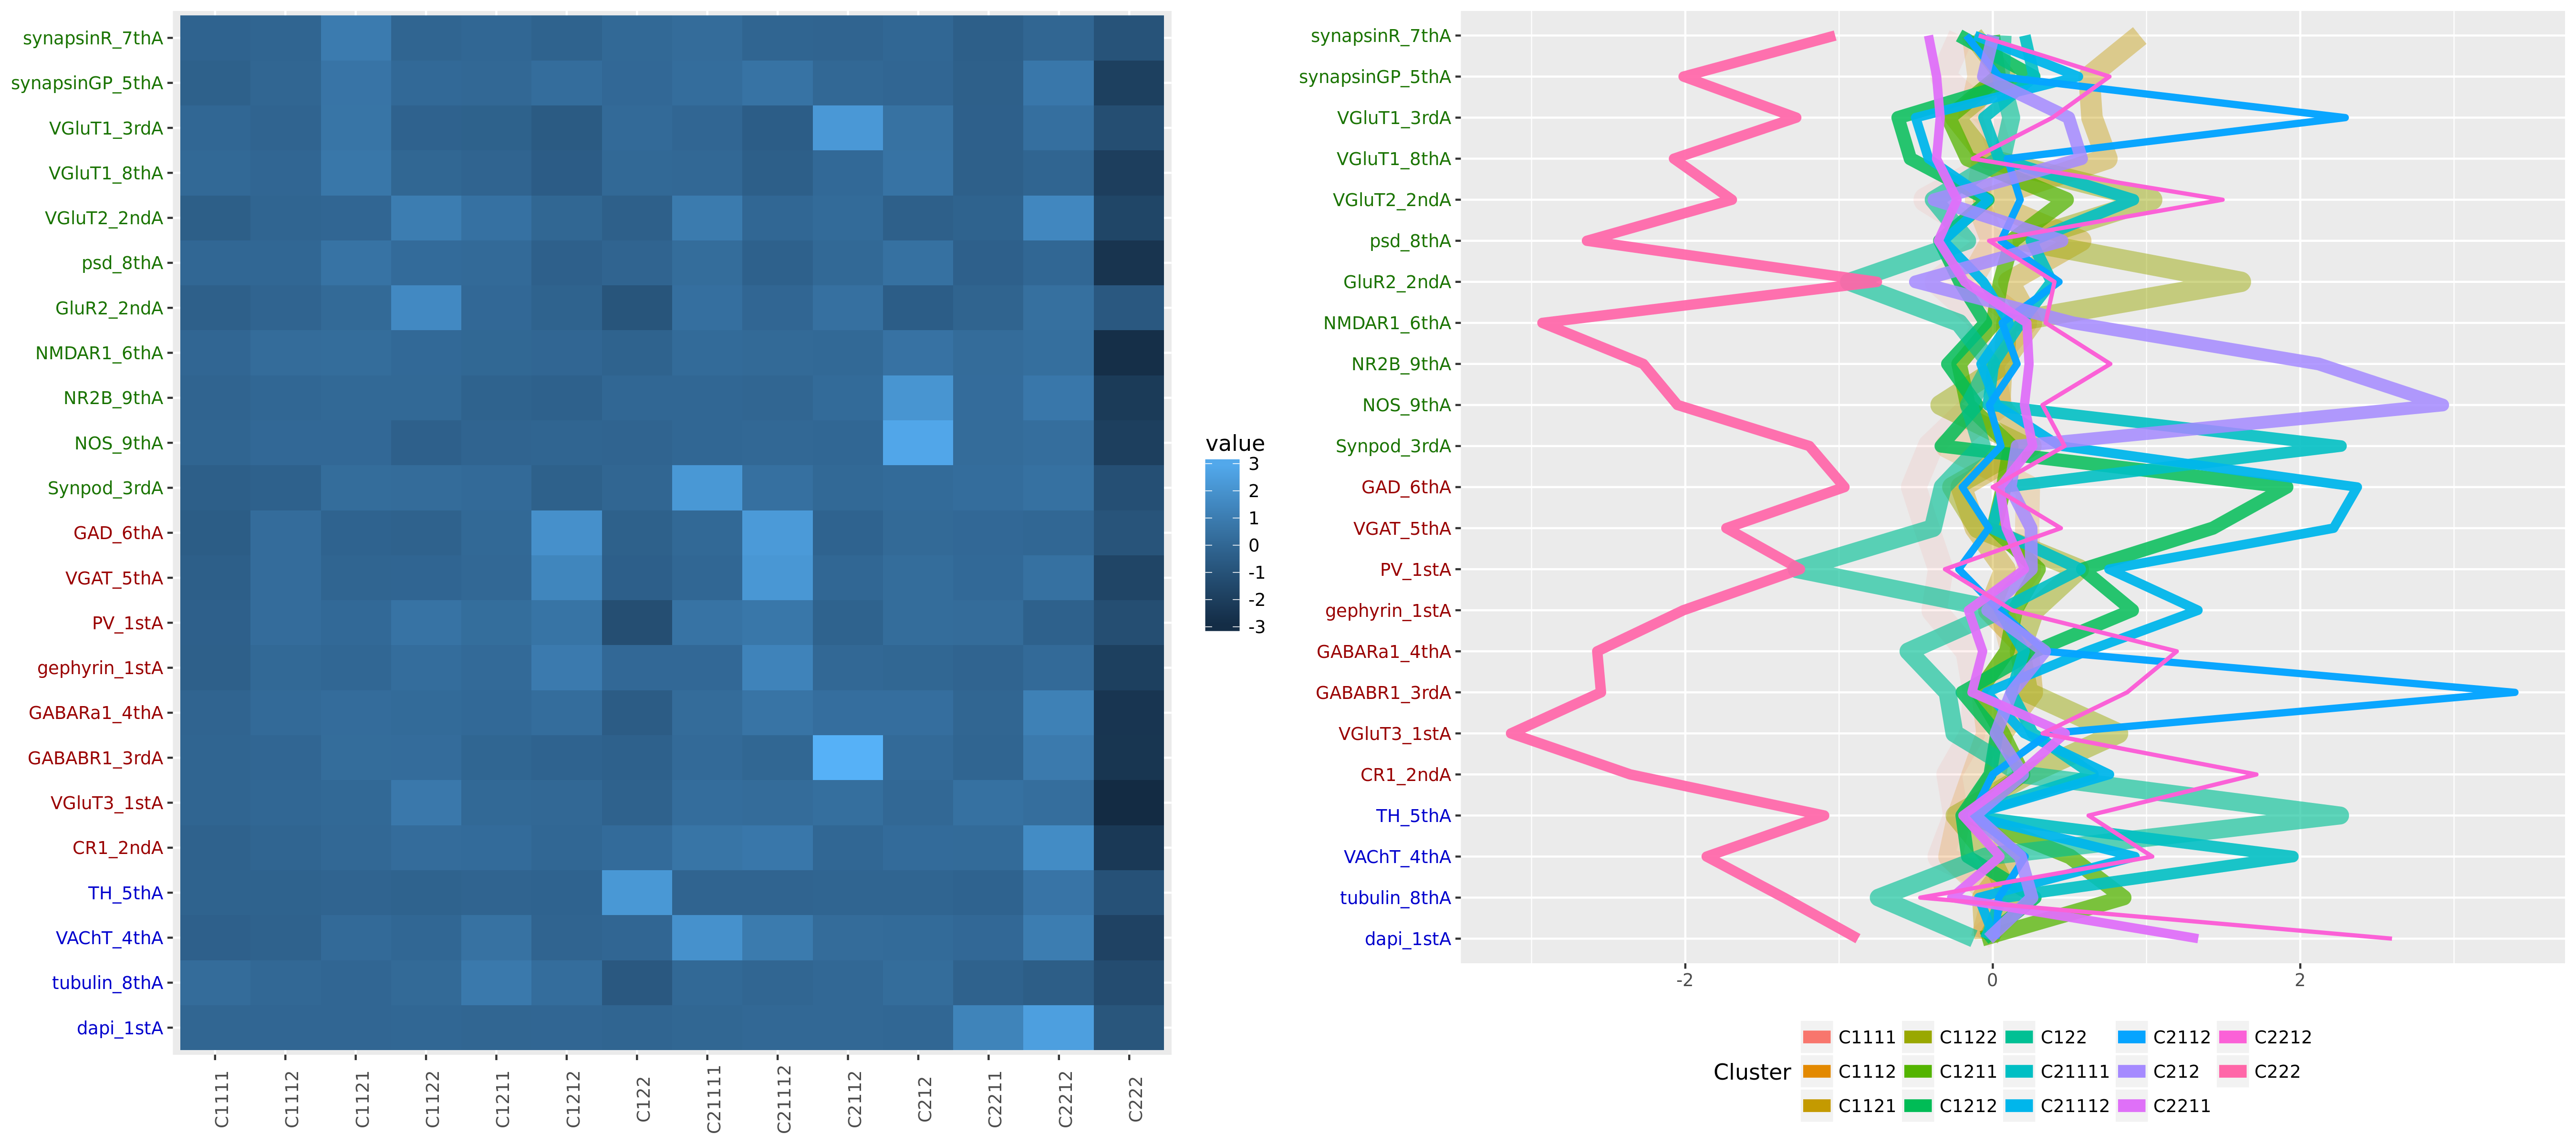 synapsinR_7thA
synapsinGP_5thA
VGluT1_3rdA
VGluT1_8thA
VGluT2_2ndA
psd_8thA
GluR2_2ndA
NMDAR1_6thA
NR2B_9thA
NOS_9thA
Synpod_3rdA
GAD_6thA
VGAT_5thA
PV_1stA
gephyrin_1stA
GABARa1_4thA
GABABR1_3rdA
VGluT3_1stA
CR1_2ndA
TH_5thA
VAChT_4thA
tubulin_8thA
dapi_1stA
C1111
C1112
C1121
C1122
C1211
C1212
C122
C21111
C21112
C2112
C212
C2211
C2212
C222
value
3
2
1
0
-1
-2
-3
synapsinR_7thA
synapsinGP_5thA
VGluT1_3rdA
VGluT1_8thA
VGluT2_2ndA
psd_8thA
GluR2_2ndA
NMDAR1_6thA
NR2B_9thA
NOS_9thA
Synpod_3rdA
GAD_6thA
VGAT_5thA
PV_1stA
gephyrin_1stA
GABARa1_4thA
GABABR1_3rdA
VGluT3_1stA
CR1_2ndA
TH_5thA
VAChT_4thA
tubulin_8thA
dapi_1stA
-2 0 2
C1111 C1122 C122 C2112 C2212
Cluster C1112 C1211 C21111 C212 C222
C1121 C1212 C21112 C2211